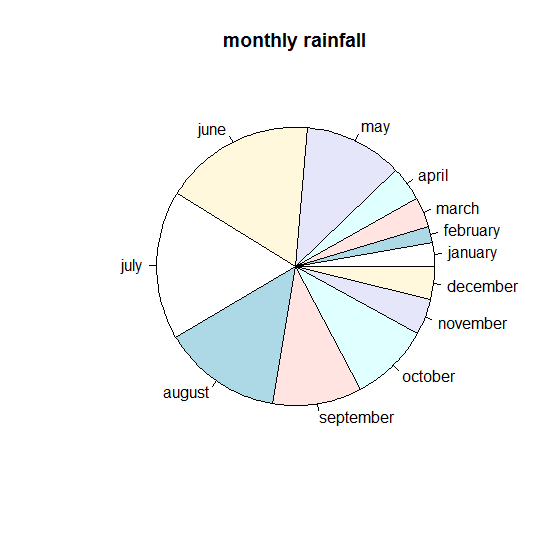 monthly rainfall
may
june
april
march
february
january
july
december
november
october
august
september